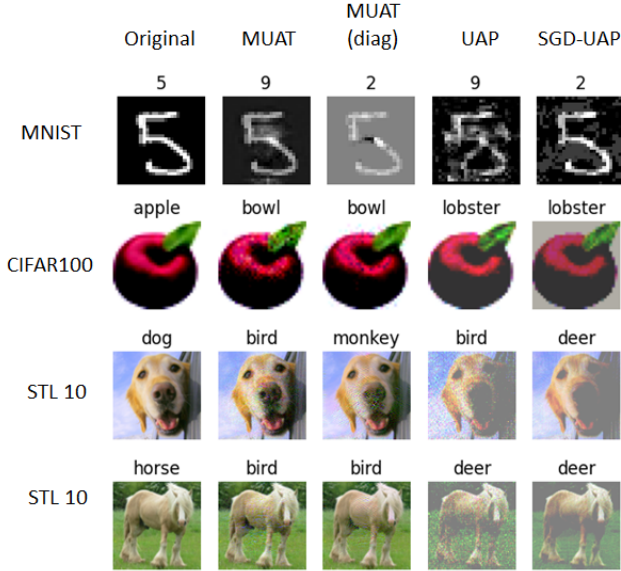 Original MUAT MUAT (diag) UAP SGD-UAP
MNIST 5 9 2 9 2
CIFAR100 apple bowl bowl lobster lobster
STL 10 dog bird monkey bird deer
STL 10 horse bird bird deer deer